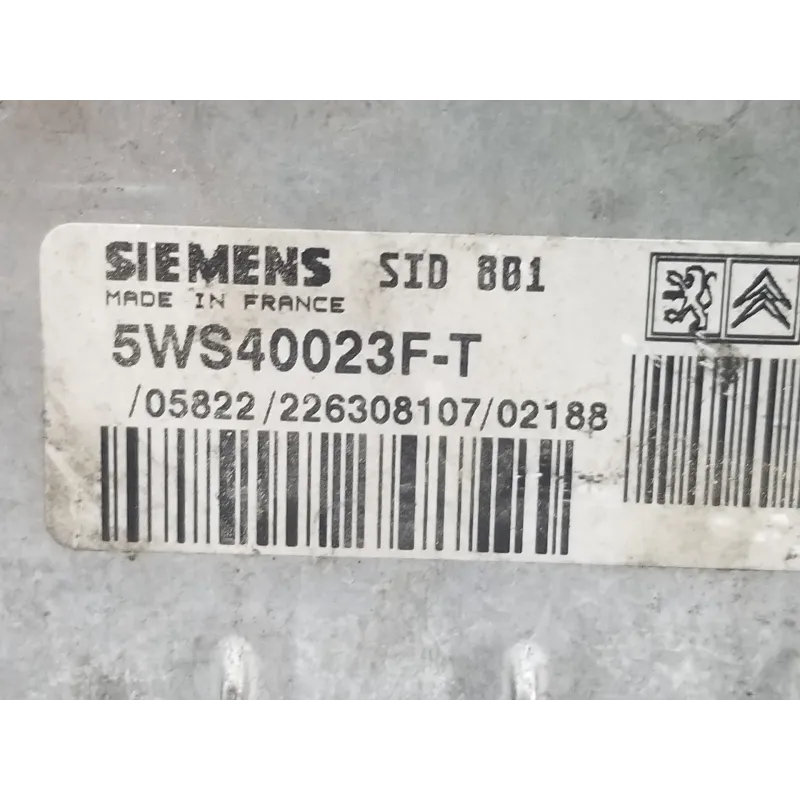 SIEMENS SID 801
MADE IN FRANCE
5WS40023F-T
/05822/226308107/02188